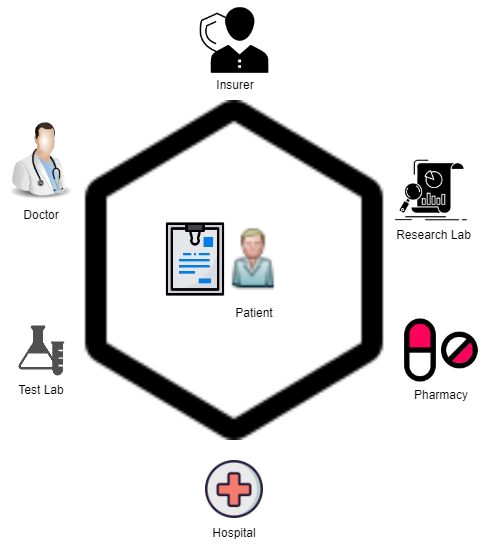 Insurer
Doctor
Research Lab
Patient
Test Lab
Pharmacy
Hospital